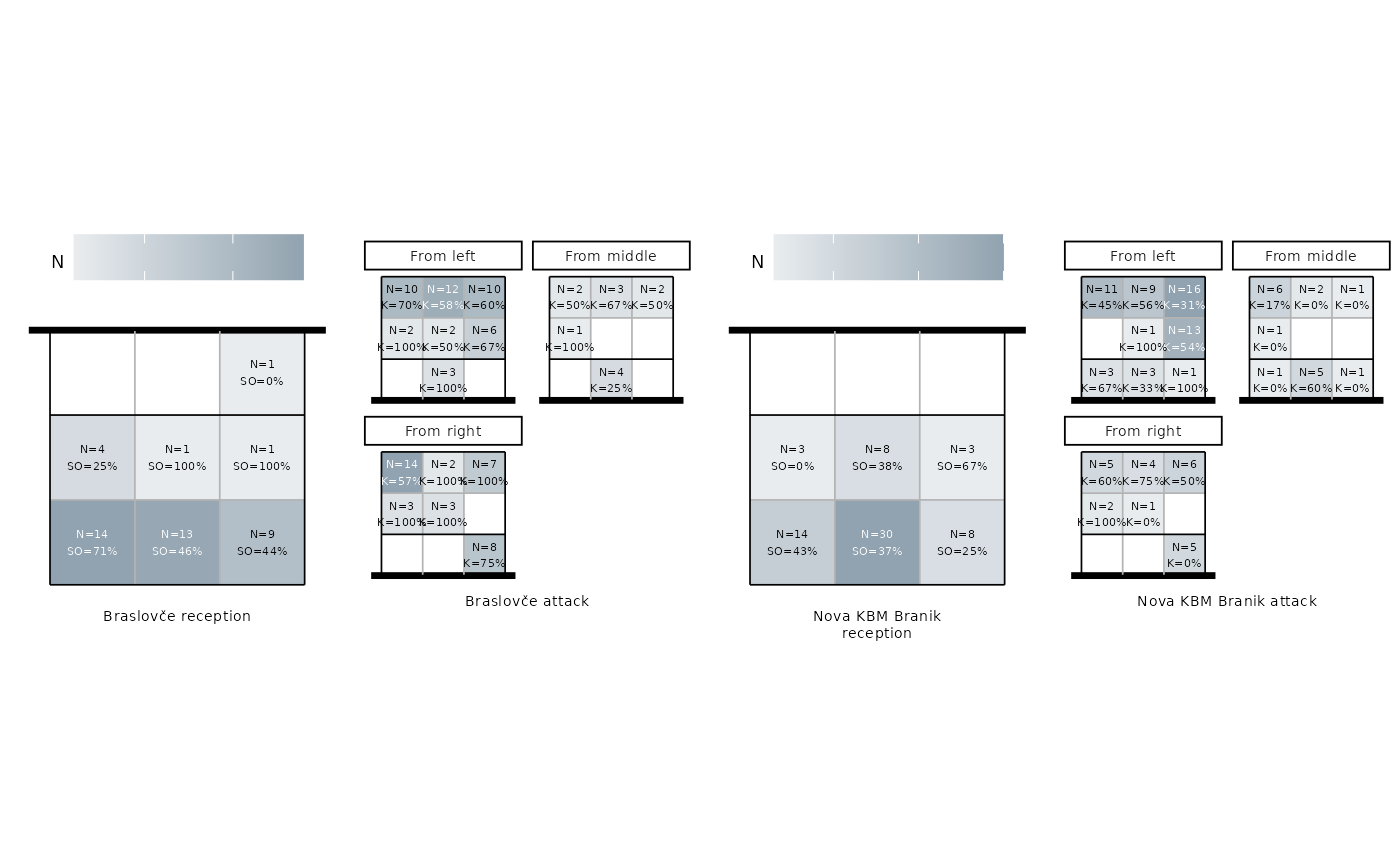 N
N=1
SO=0%
N=4
SO=25%
N=1
SO=100%
N=1
SO=100%
N=14
SO=71%
N=13
SO=46%
N=9
SO=44%
Braslovče reception
From left
N=10
K=70%
N=12
K=58%
N=10
K=60%
N=2
K=100%
N=2
K=50%
N=6
K=67%
N=3
K=100%
From middle
N=2
K=50%
N=3
K=67%
N=2
K=50%
N=1
K=100%
N=4
K=25%
From right
N=14
K=57%
N=2
K=100%
N=7
K=100%
N=3
K=100%
N=3
K=100%
N=8
K=75%
Braslovče attack
N
N=3
SO=0%
N=8
SO=38%
N=3
SO=67%
N=14
SO=43%
N=30
SO=37%
N=8
SO=25%
Nova KBM Branik
reception
From left
N=11
K=45%
N=9
K=56%
N=16
K=31%
N=1
K=100%
N=13
K=54%
N=3
K=67%
N=3
K=33%
N=1
K=100%
From middle
N=6
K=17%
N=2
K=0%
N=1
K=0%
N=1
K=0%
N=1
K=0%
N=5
K=60%
N=1
K=0%
From right
N=5
K=60%
N=4
K=75%
N=6
K=50%
N=2
K=100%
N=1
K=0%
N=5
K=0%
Nova KBM Branik attack